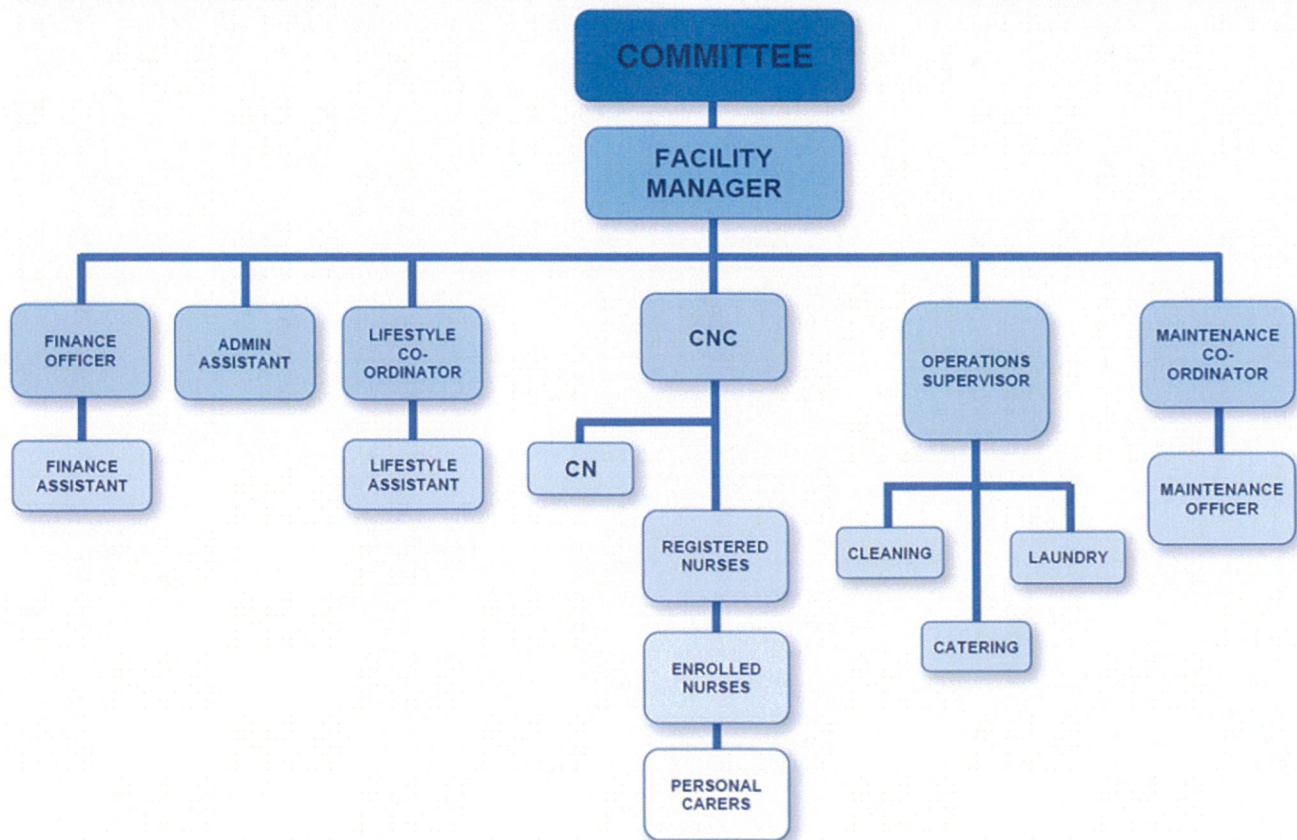 COMMITTEE
FACILITY
MANAGER
FINANCE
OFFICER
ADMIN
ASSISTANT
LIFESTYLE
CO-
ORDINATOR
CNC
OPERATIONS
SUPERVISOR
MAINTENANCE
CO-
ORDINATOR
FINANCE
ASSISTANT
LIFESTYLE
ASSISTANT
CN
MAINTENANCE
OFFICER
REGISTERED
NURSES
CLEANING
LAUNDRY
CATERING
ENROLLED
NURSES
PERSONAL
CARERS